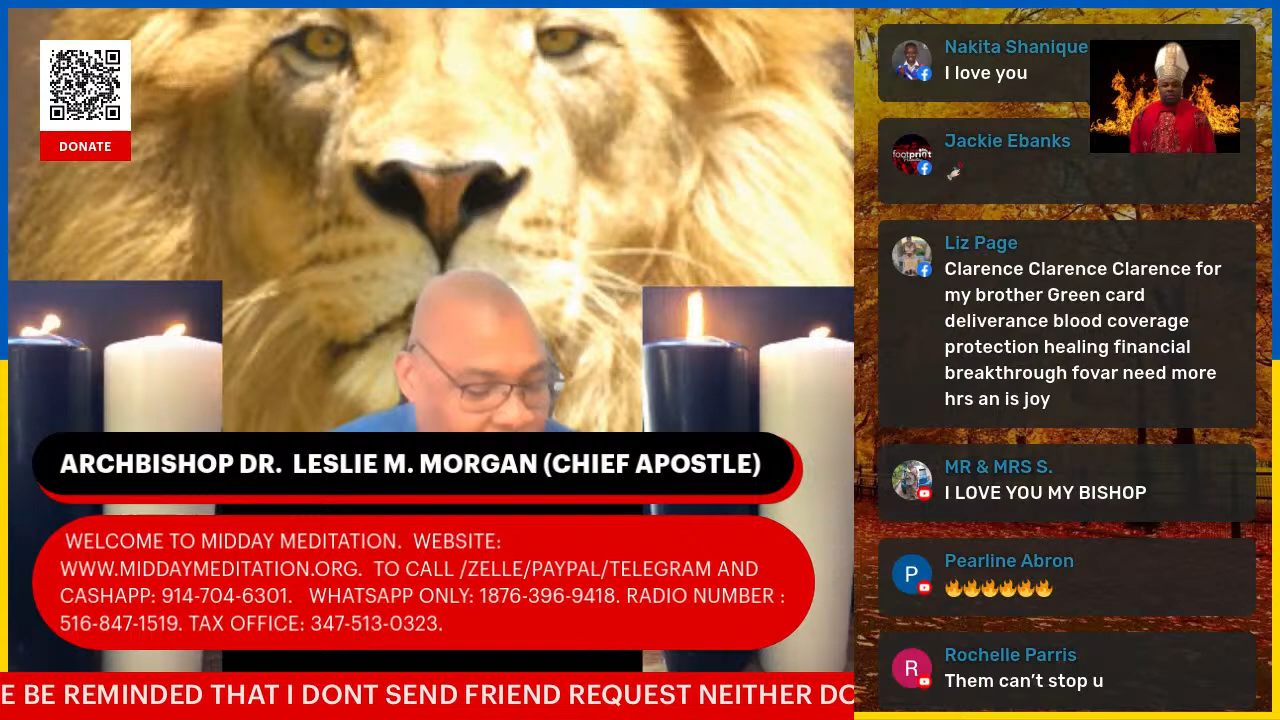 DONATE
ARCHBISHOP DR. LESLIE M. MORGAN (CHIEF APOSTLE)
WELCOME TO MIDDAY MEDITATION. WEBSITE:
WWW.MIDDAYMEDITATION.ORG. TO CALL /ZELLE/PAYPAL/TELEGRAM AND
CASHAPP: 914-704-6301. WHATSAPP ONLY: 1876-396-9418. RADIO NUMBER :
516-847-1519. TAX OFFICE: 347-513-0323.
E BE REMINDED THAT I DONT SEND FRIEND REQUEST NEITHER DO
Nakita Shanique
I love you
Jackie Ebanks
footprint
Liz Page
Clarence Clarence Clarence for
my brother Green card
deliverance blood coverage
protection healing financial
breakthrough fovar need more
hrs an is joy
MR & MRS S.
I LOVE YOU MY BISHOP
P
Pearline Abron
🔥🔥🔥🔥🔥🔥
R
Rochelle Parris
Them can't stop u